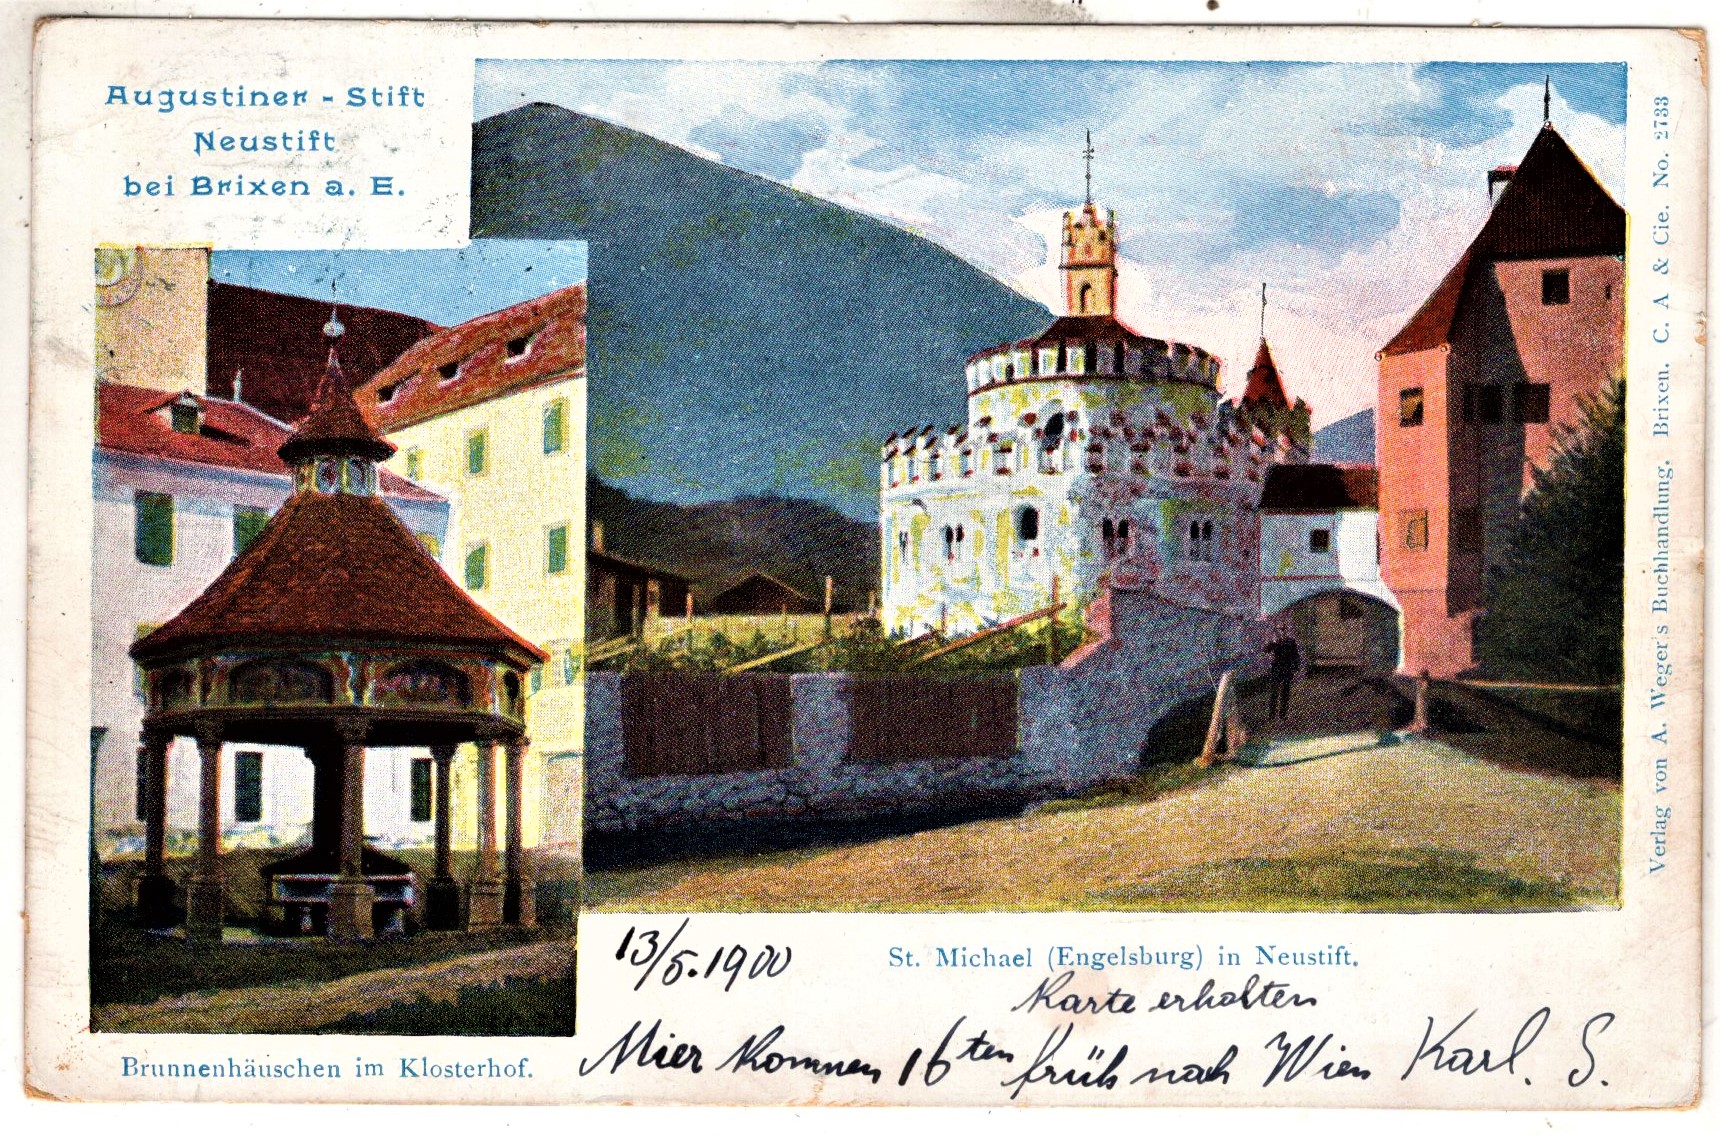 Augustiner - Stift
Neustift
bei Brixen a. E.
Verlag von A. Weger's Buchhandlung, Brixen. C. A & Cie. No. 2733
13/5.1900
St. Michael (Engelsburg) in Neustift.
Karte erhalten
Mier kommen 16ten früh nach Wien Karl. S.
Brunnenhäuschen im Klosterhof.